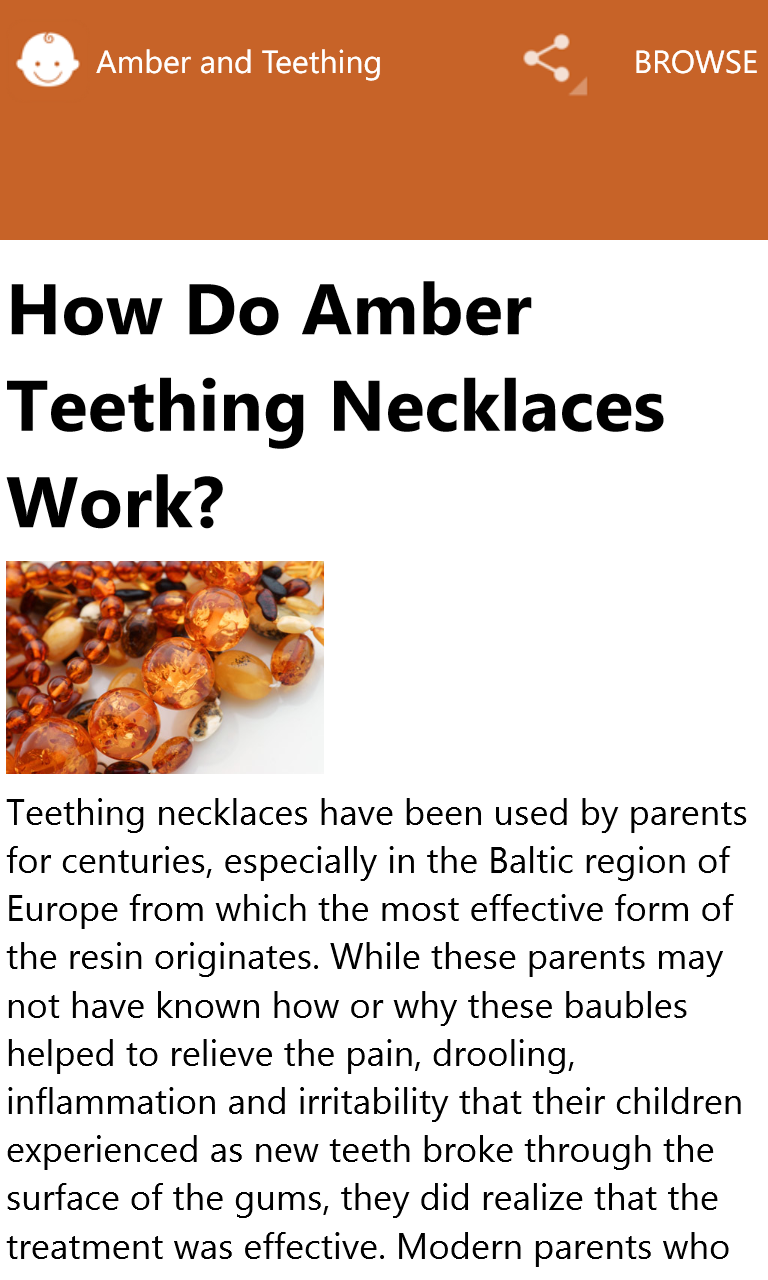 Amber and Teething
BROWSE
How Do Amber
Teething Necklaces
Work?
Teething necklaces have been used by parents
for centuries, especially in the Baltic region of
Europe from which the most effective form of
the resin originates. While these parents may
not have known how or why these baubles
helped to relieve the pain, drooling,
inflammation and irritability that their children
experienced as new teeth broke through the
surface of the gums, they did realize that the
treatment was effective. Modern parents who